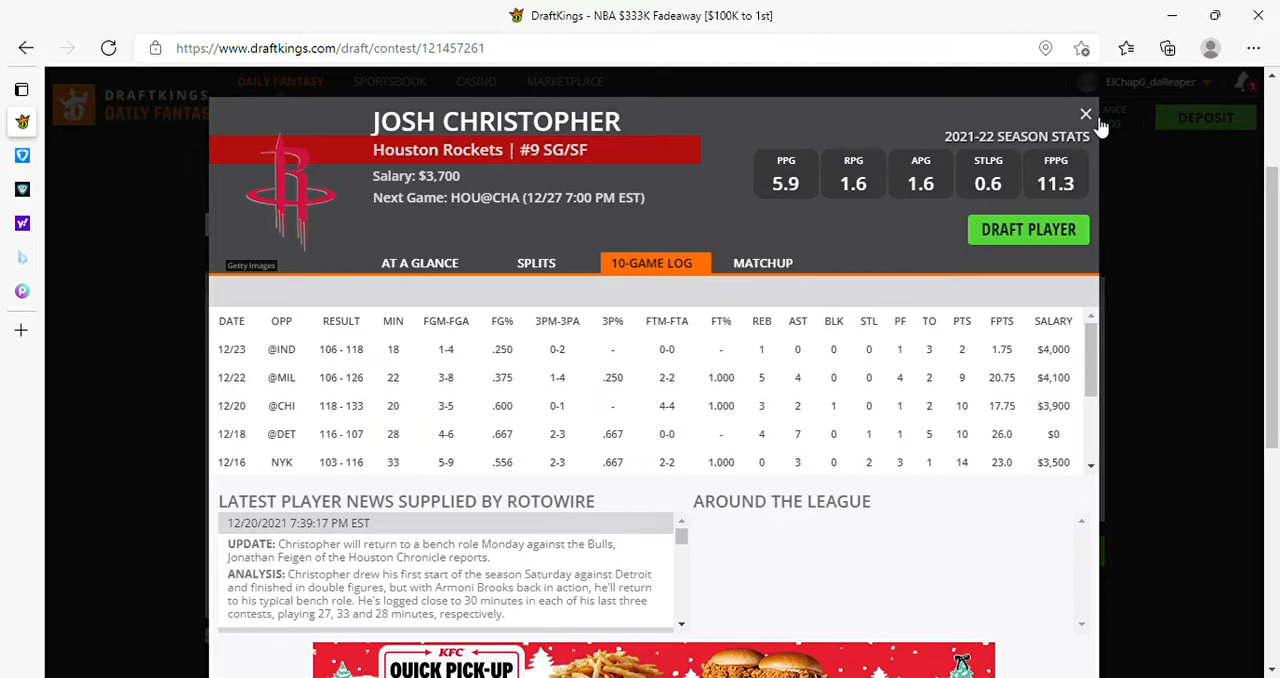 DraftKings - NBA $333K Fadeaway [$100K to 1st]
https://www.draftkings.com/draft/contest/121457261
DAILY FANTASY SPORTSBOOK CASINO MARKETPLACE
ElChap0_daReaper
1
DRAFTKINGS
DAILY FANTAS
DEPOSIT
JOSH CHRISTOPHER
Houston Rockets | #9 SG/SF
Salary: $3,700
Next Game: HOU@CHA (12/27 7:00 PM EST)
2021-22 SEASON STATS
PPG RPG APG STLPG FPPG
5.9 1.6 1.6 0.6 11.3
DRAFT PLAYER
Getty Images
AT A GLANCE SPLITS 10-GAME LOG MATCHUP
DATE OPP RESULT MIN FGM-FGA FG% 3PM-3PA 3P% FTM-FTA FT% REB AST BLK STL PF TO PTS FPTS SALARY
12/23 @IND 106 - 118 18 1-4 .250 0-2 - 0-0 - 1 0 0 0 1 3 2 1.75 $4,000
12/22 @MIL 106 - 126 22 3-8 .375 1-4 .250 2-2 1.000 5 4 0 0 4 2 9 20.75 $4,100
12/20 @CHI 118 - 133 20 3-5 .600 0-1 - 4-4 1.000 3 2 1 0 1 2 10 17.75 $3,900
12/18 @DET 116 - 107 28 4-6 .667 2-3 .667 0-0 - 4 7 0 1 1 5 10 26.0 $0
12/16 NYK 103 - 116 33 5-9 .556 2-3 .667 2-2 1.000 0 3 0 2 3 1 14 23.0 $3,500
LATEST PLAYER NEWS SUPPLIED BY ROTOWIRE
12/20/2021 7:39:17 PM EST
UPDATE: Christopher will return to a bench role Monday against the Bulls,
Jonathan Feigen of the Houston Chronicle reports.
ANALYSIS: Christopher drew his first start of the season Saturday against Detroit
and finished in double figures, but with Armoni Brooks back in action, he'll return
to his typical bench role. He's logged close to 30 minutes in each of his last three
contests, playing 27, 33 and 28 minutes, respectively.
AROUND THE LEAGUE
KFC
QUICK PICK-UP